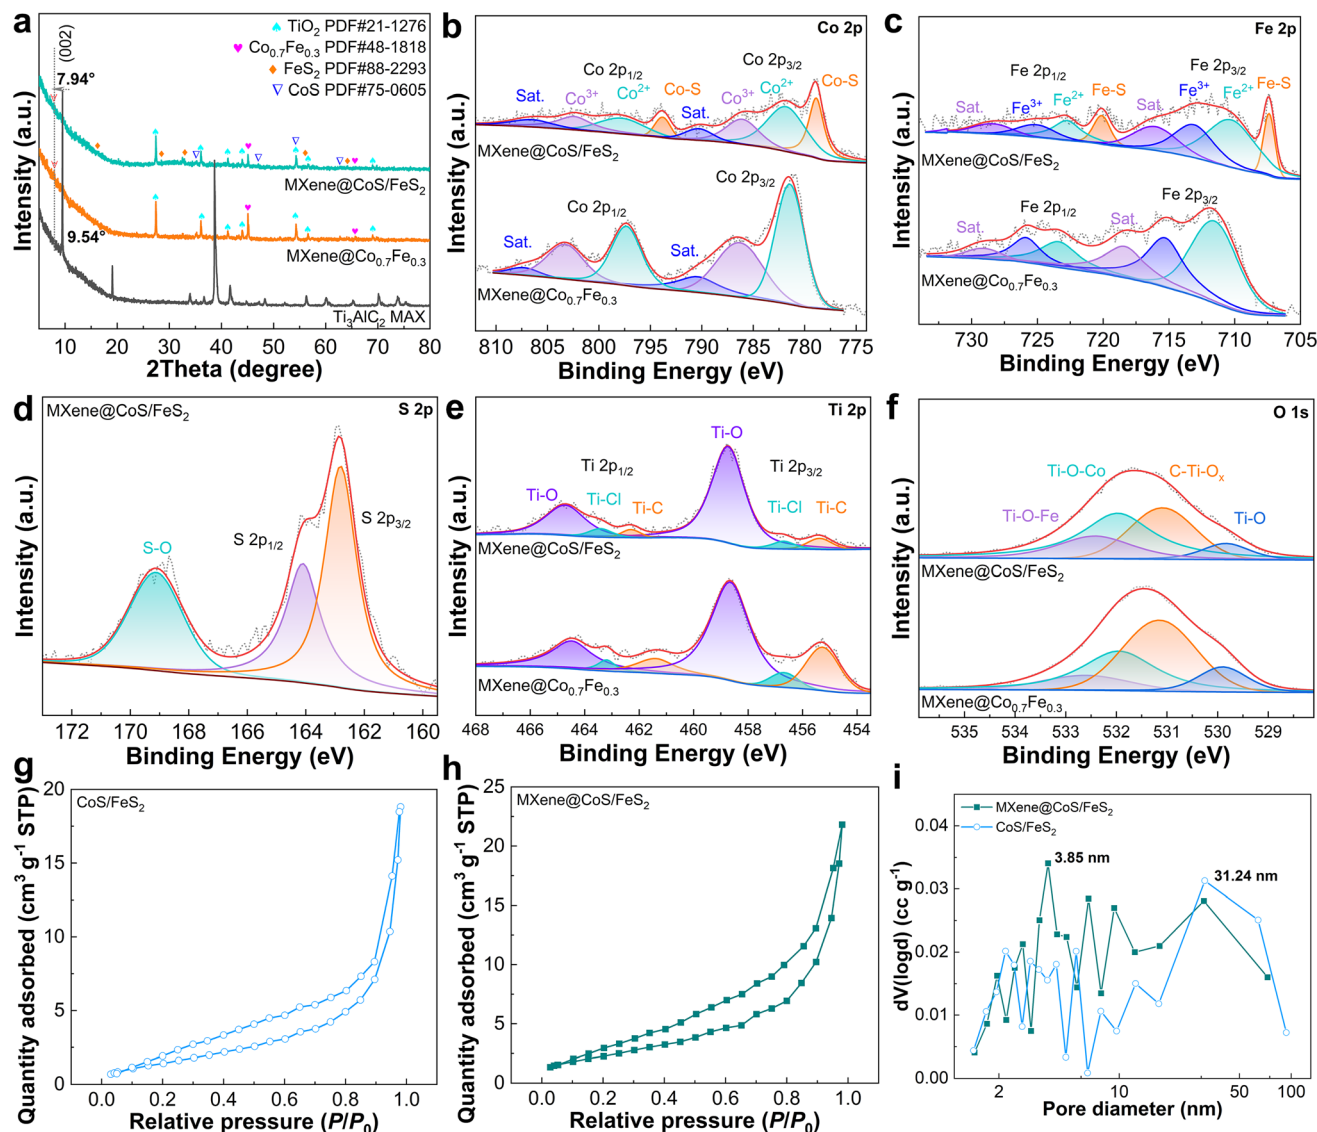 a
♠ TiO2 PDF#21-1276
♥ Co0.7Fe0.3 PDF#48-1818
♦ FeS2 PDF#88-2293
▽ CoS PDF#75-0605
(002)
7.94°
9.54°
MXene@CoS/FeS2
MXene@Co0.7Fe0.3
Ti3AlC2 MAX
Intensity (a.u.)
10 20 30 40 50 60 70 80
2Theta (degree)
b
Co 2p
Co 2p1/2
Co 2p3/2
Sat.
Co3+
Co2+
Co-S
Sat.
Co3+
Co2+
Co-S
MXene@CoS/FeS2
Co 2p1/2
Co 2p3/2
Sat.
Sat.
MXene@Co0.7Fe0.3
Intensity (a.u.)
810 805 800 795 790 785 780 775
Binding Energy (eV)
c
Fe 2p
Fe 2p1/2
Fe 2p3/2
Sat.
Fe3+
Fe2+
Fe-S
Sat.
Fe3+
Fe2+
Fe-S
MXene@CoS/FeS2
Fe 2p1/2
Fe 2p3/2
Sat.
Sat.
MXene@Co0.7Fe0.3
Intensity (a.u.)
730 725 720 715 710 705
Binding Energy (eV)
d
MXene@CoS/FeS2
S 2p
S-O
S 2p1/2
S 2p3/2
Intensity (a.u.)
172 170 168 166 164 162 160
Binding Energy (eV)
e
Ti 2p
Ti-O
Ti 2p1/2
Ti 2p3/2
Ti-O
Ti-Cl
Ti-C
Ti-Cl
Ti-C
MXene@CoS/FeS2
MXene@Co0.7Fe0.3
Intensity (a.u.)
468 466 464 462 460 458 456 454
Binding Energy (eV)
f
O 1s
Ti-O-Co
C-Ti-Ox
Ti-O-Fe
Ti-O
MXene@CoS/FeS2
MXene@Co0.7Fe0.3
Intensity (a.u.)
535 534 533 532 531 530 529
Binding Energy (eV)
g
CoS/FeS2
Quantity adsorbed (cm3 g-1 STP)
20
15
10
5
0
0.0 0.2 0.4 0.6 0.8 1.0
Relative pressure (P/P0)
h
MXene@CoS/FeS2
Quantity adsorbed (cm3 g-1 STP)
25
20
15
10
5
0
0.0 0.2 0.4 0.6 0.8 1.0
Relative pressure (P/P0)
i
MXene@CoS/FeS2
CoS/FeS2
3.85 nm
31.24 nm
dV(logd) (cc g-1)
0.04
0.03
0.02
0.01
0.00
2 10 50 100
Pore diameter (nm)